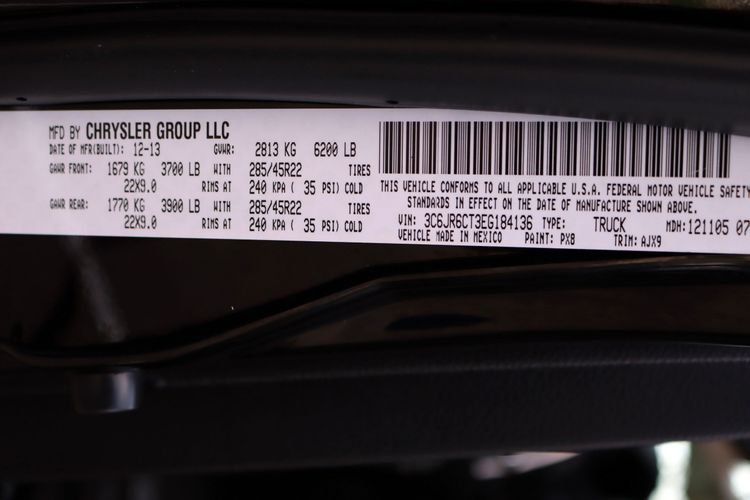 MFD BY CHRYSLER GROUP LLC
DATE OF MFR(BUILT): 12-13 GVWR: 2813 KG 6200 LB
GAWR FRONT: 1679 KG 3700 LB WITH 285/45R22 TIRES
22X9.0 RIMS AT 240 KPA ( 35 PSI) COLD
GAWR REAR: 1770 KG 3900 LB WITH 285/45R22 TIRES
22X9.0 RIMS AT 240 KPA ( 35 PSI) COLD
THIS VEHICLE CONFORMS TO ALL APPLICABLE U.S.A. FEDERAL MOTOR VEHICLE SAFETY
STANDARDS IN EFFECT ON THE DATE OF MANUFACTURE SHOWN ABOVE.
VIN: 3C6JR6CT3EG184136 TYPE: TRUCK MDH: 121105 07
VEHICLE MADE IN MEXICO PAINT: PX8 TRIM: AJX9